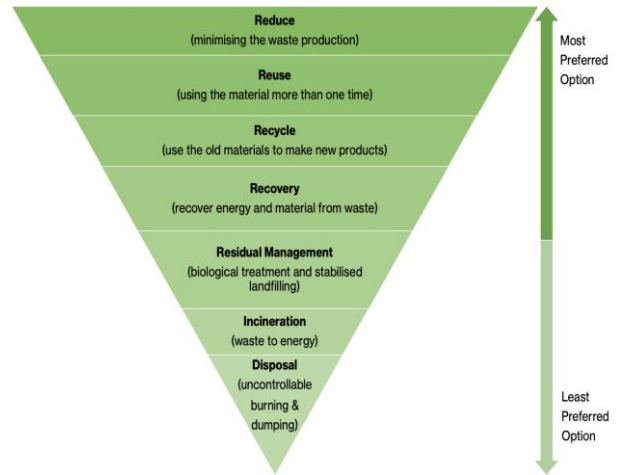 Reduce
(minimising the waste production)
Reuse
(using the material more than one time)
Recycle
(use the old materials to make new products)
Recovery
(recover energy and material from waste)
Residual Management
(biological treatment and stabilised
landfilling)
Incineration
(waste to energy)
Disposal
(uncontrollable
burning &
dumping)
Most
Preferred
Option
Least
Preferred
Option